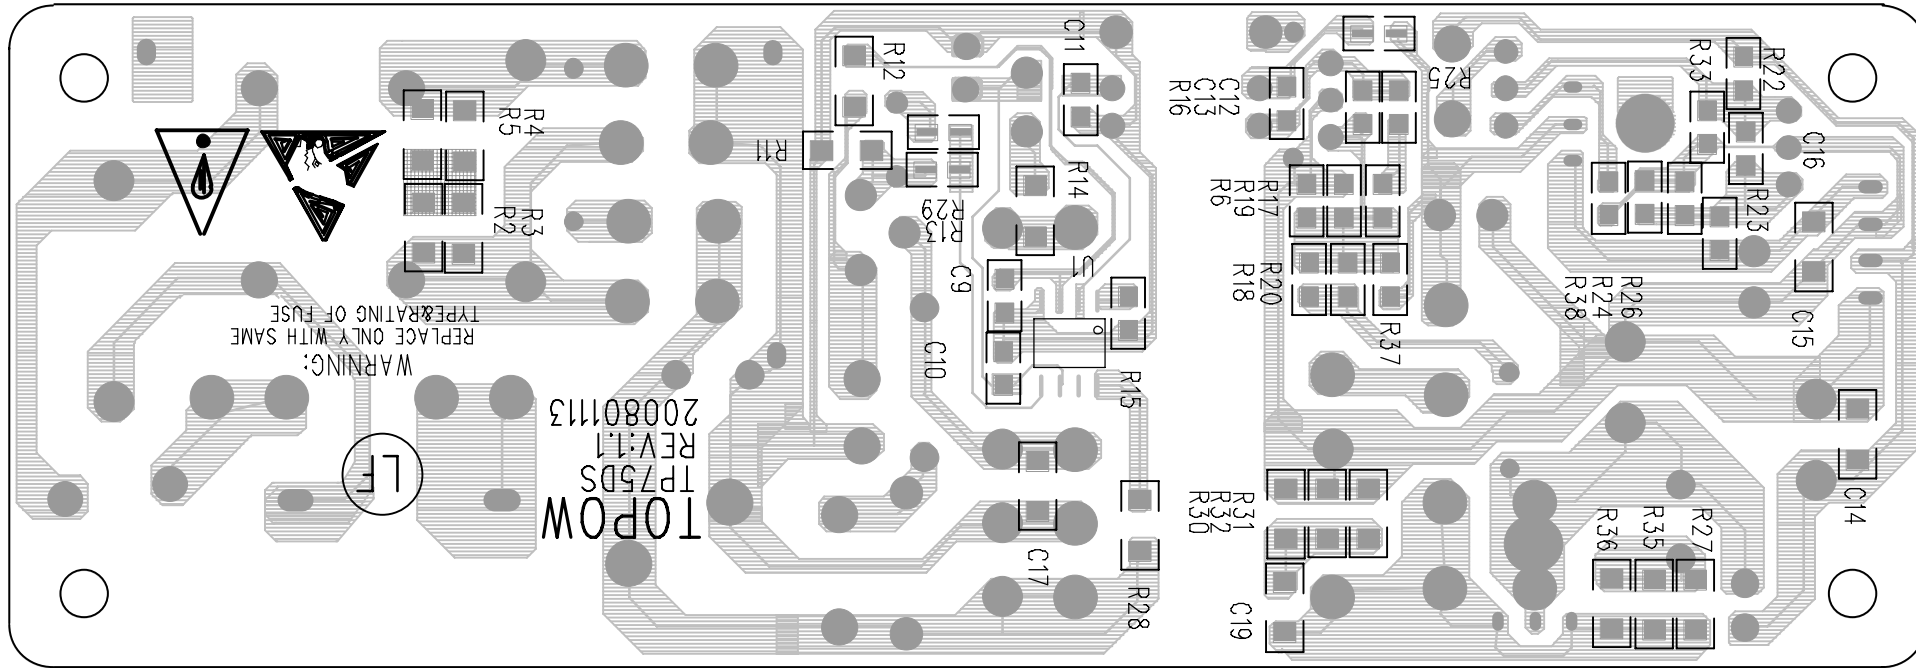 R12
C11
R33
R22
R25
C12
C13
R16
R4
R5
R11
C16
R14
R17
R19
R6
R3
R2
R29
R13
R23
U1
C9
R20
R18
R26
R24
R38
WARNING:
REPLACE ONLY WITH SAME
TYPE&RATING OF FUSE
C15
R37
C10
R15
TOPOW
TP75DS
REV:1.1
200801113
LF
C14
R31
R32
R30
R36
R35
R27
C17
R28
C19